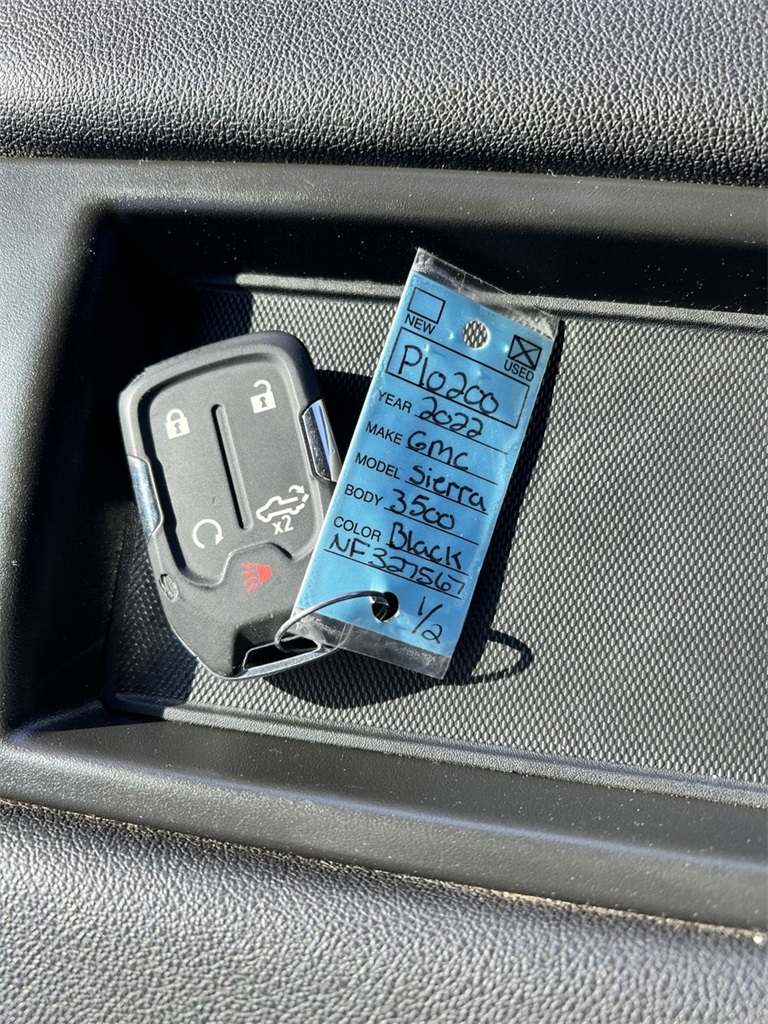 NEW
USED
P10200
YEAR 2022
MAKE GMC
MODEL Sierra
BODY 3500
COLOR Black
NF327567
1/2
x2